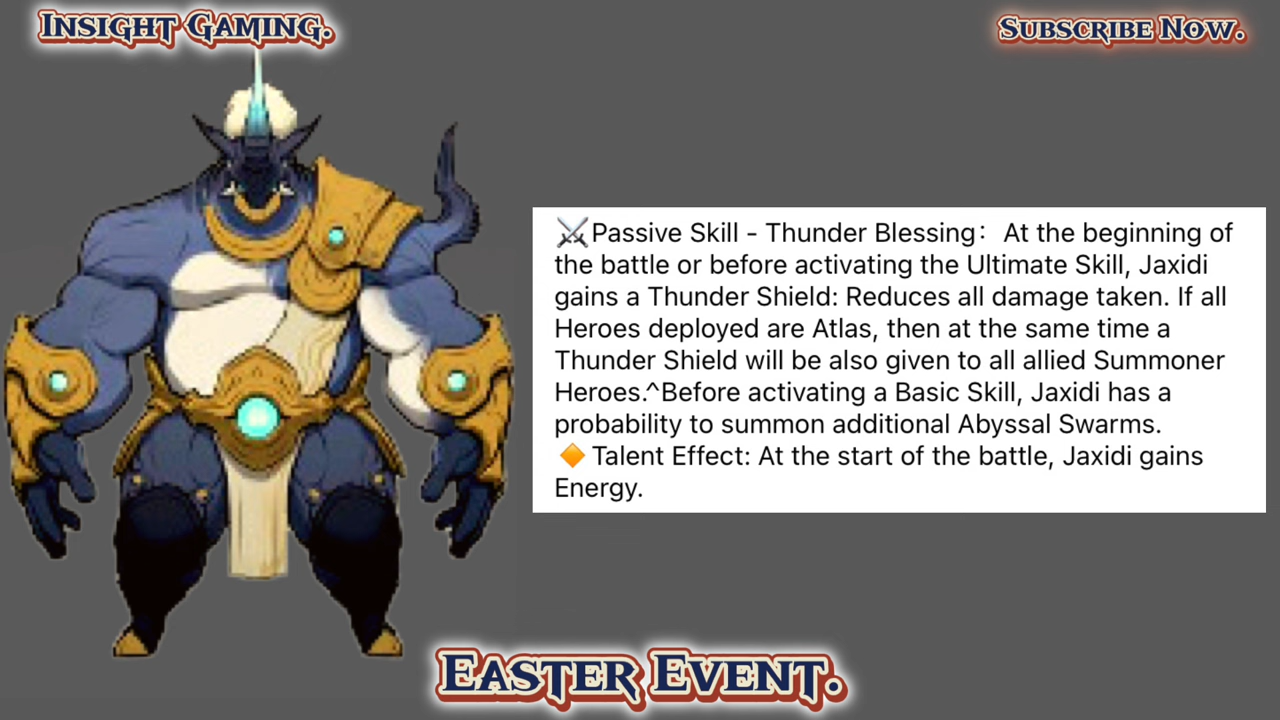 Insight Gaming.
Subscribe Now.
⚔Passive Skill - Thunder Blessing： At the beginning of
the battle or before activating the Ultimate Skill, Jaxidi
gains a Thunder Shield: Reduces all damage taken. If all
Heroes deployed are Atlas, then at the same time a
Thunder Shield will be also given to all allied Summoner
Heroes.^Before activating a Basic Skill, Jaxidi has a
probability to summon additional Abyssal Swarms.
🔶 Talent Effect: At the start of the battle, Jaxidi gains
Energy.
Easter Event.